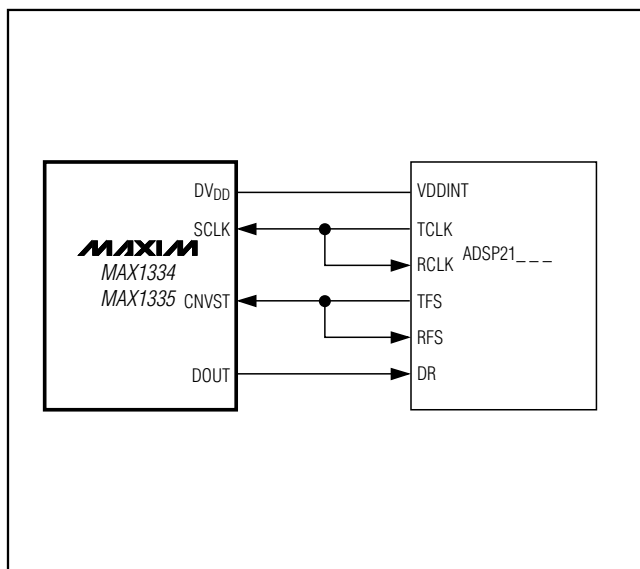 DVDD
SCLK
MAXIM
MAX1334
MAX1335
CNVST
DOUT
VDDINT
TCLK
RCLK
ADSP21_ _ _
TFS
RFS
DR